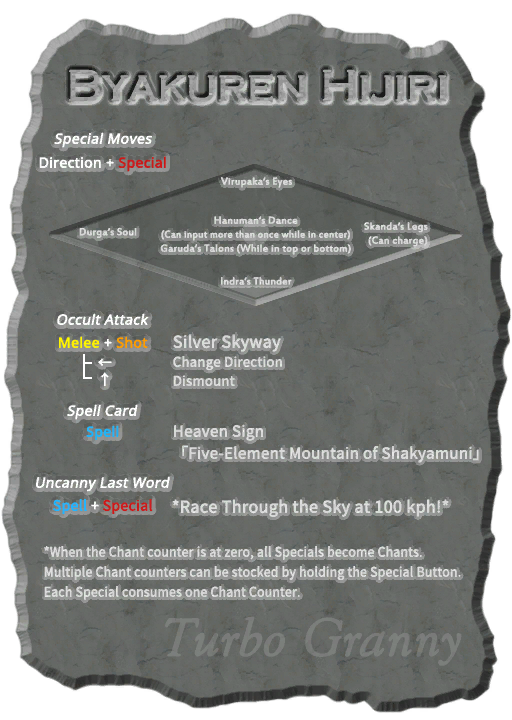 Byakuren Hijiri
Special Moves
Direction + Special
Virupaka's Eyes
Durga's Soul
Hanuman's Dance
(Can input more than once while in center)
Garuda's Talons (While in top or bottom)
Skanda's Legs
(Can charge)
Indra's Thunder
Occult Attack
Melee + Shot Silver Skyway
← Change Direction
↑ Dismount
Spell Card
Spell Heaven Sign
「Five-Element Mountain of Shakyamuni」
Uncanny Last Word
Spell + Special *Race Through the Sky at 100 kph!*
*When the Chant counter is at zero, all Specials become Chants.
Multiple Chant counters can be stocked by holding the Special Button.
Each Special consumes one Chant Counter.
Turbo Granny